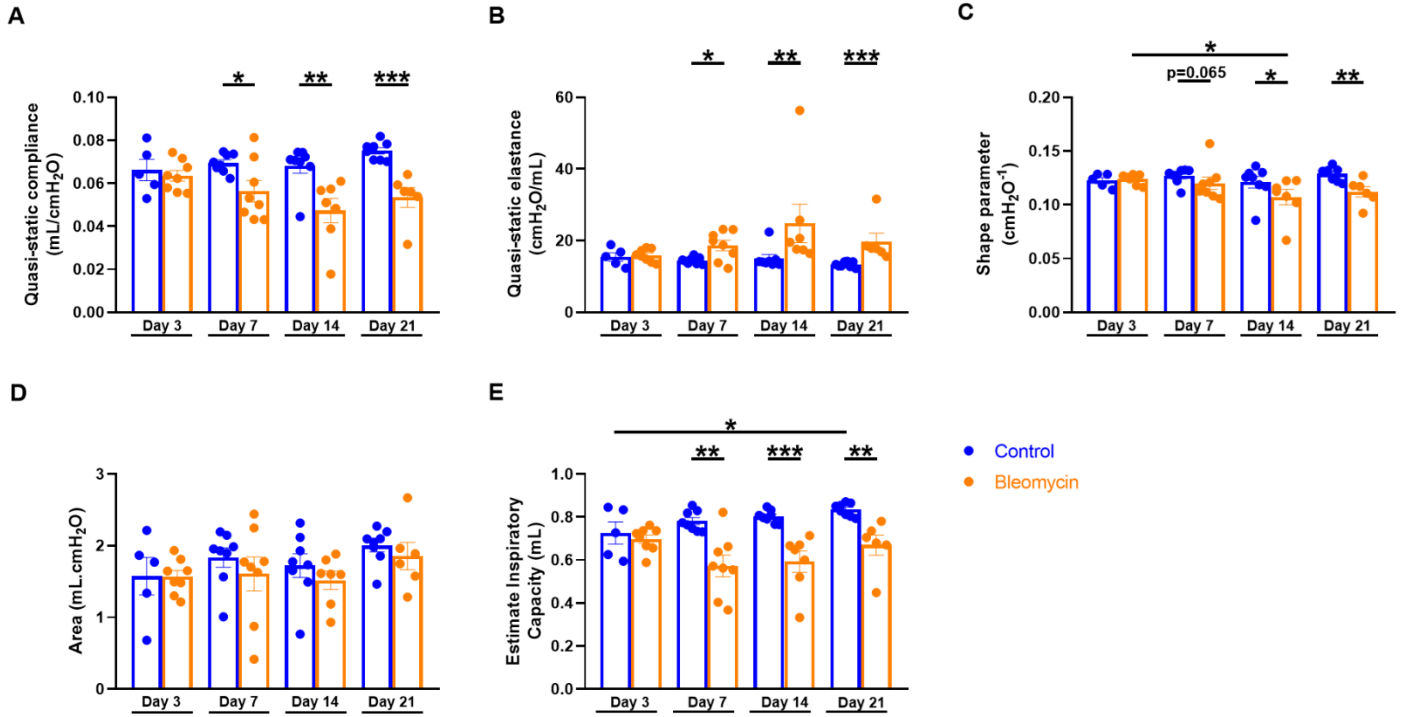 A
Quasi-static compliance
(mL/cmH₂O)
* ** ***
0.10
0.08
0.06
0.04
0.02
0.00
Day 3 Day 7 Day 14 Day 21
B
Quasi-static elastance
(cmH₂O/mL)
* ** ***
60
40
20
0
Day 3 Day 7 Day 14 Day 21
C
Shape parameter
(cmH₂O⁻¹)
*
p=0.065 * **
0.20
0.15
0.10
0.05
0.00
Day 3 Day 7 Day 14 Day 21
D
Area (mL.cmH₂O)
3
2
1
0
Day 3 Day 7 Day 14 Day 21
E
Estimate Inspiratory
Capacity (mL)
*
** *** **
1.0
0.8
0.6
0.4
0.2
0.0
Day 3 Day 7 Day 14 Day 21
Control
Bleomycin